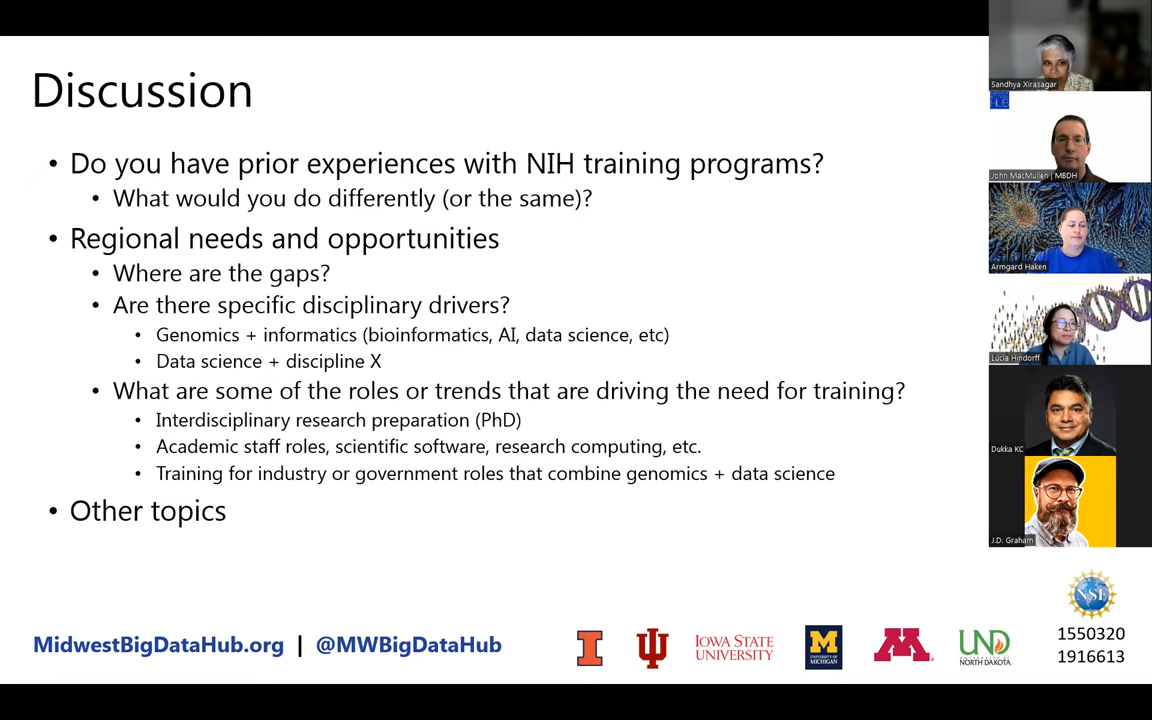 Discussion
• Do you have prior experiences with NIH training programs?
• What would you do differently (or the same)?
• Regional needs and opportunities
• Where are the gaps?
• Are there specific disciplinary drivers?
• Genomics + informatics (bioinformatics, AI, data science, etc)
• Data science + discipline X
• What are some of the roles or trends that are driving the need for training?
• Interdisciplinary research preparation (PhD)
• Academic staff roles, scientific software, research computing, etc.
• Training for industry or government roles that combine genomics + data science
• Other topics
MidwestBigDataHub.org | @MWBigDataHub
IOWA STATE
UNIVERSITY
UNIVERSITY OF
MICHIGAN
UND
NORTH DAKOTA
NSF
1550320
1916613
Sandhya Xirasagar
HUB
John MacMullen | MBDH
Armgard Haken
Lucia Hindorff
Dukka KC
J.D. Graham